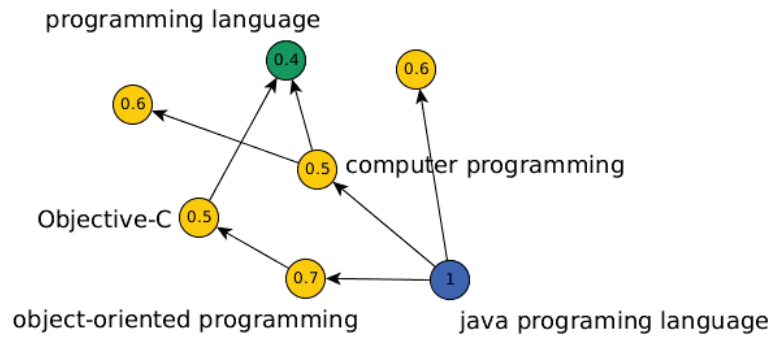 programming language
0.4
0.6
0.6
0.5
computer programming
Objective-C
0.5
0.7
1
object-oriented programming
java programing language